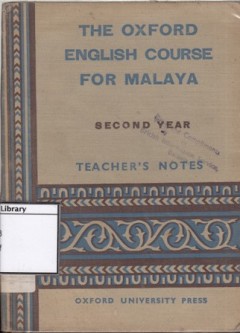 THE OXFORD
ENGLISH COURSE
FOR MALAYA
SECOND YEAR
TEACHER'S NOTES
Library
OXFORD UNIVERSITY PRESS